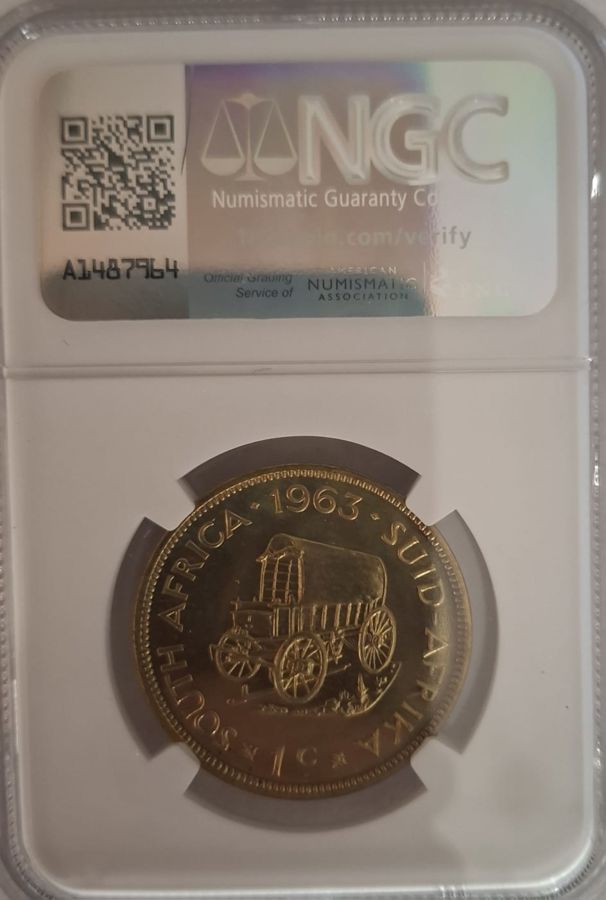 NGC
Numismatic Guaranty Co
.com/verify
A1487964
Official Grading
Service of
AMERICAN
NUMISMATIC
ASSOCIATION
SOUTH AFRICA · 1963 · SUID-AFRIKA
1 C